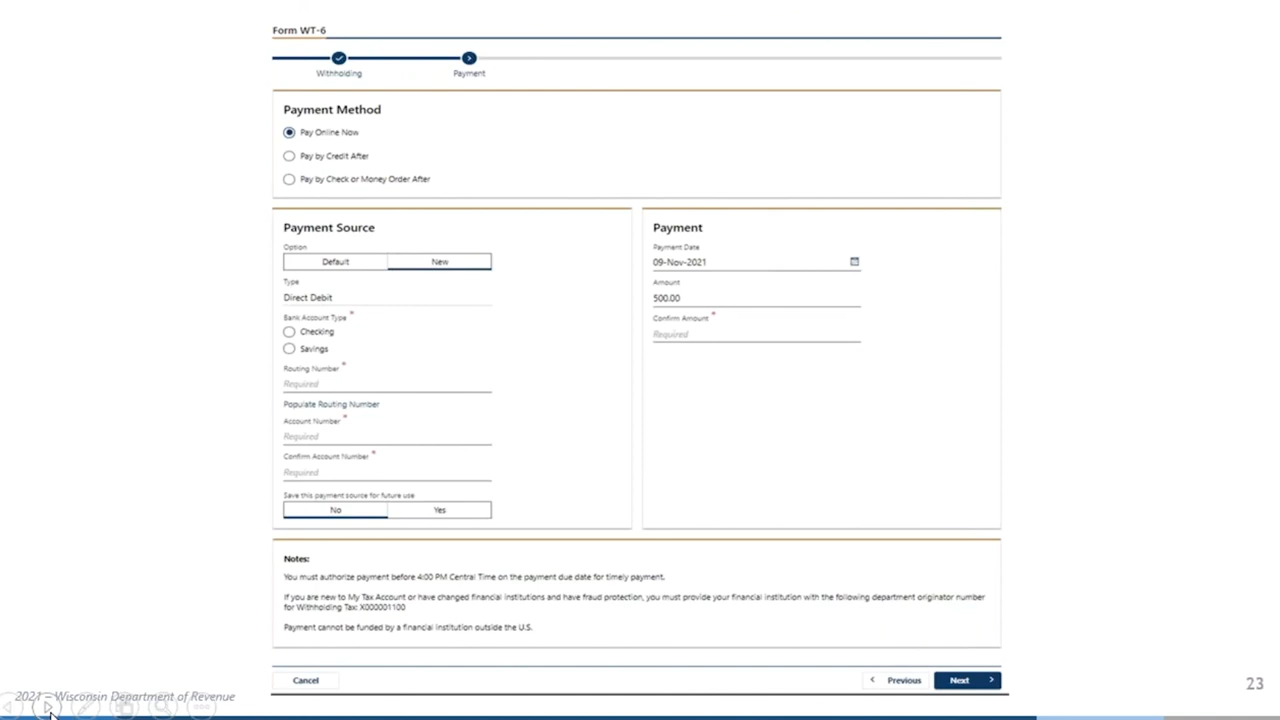 Form WT-6
Withholding
Payment
Payment Method
Pay Online Now
Pay by Credit After
Pay by Check or Money Order After
Payment Source
Option
Default New
Type
Direct Debit
Bank Account Type *
Checking
Savings
Routing Number *
Required
Populate Routing Number
Account Number *
Required
Confirm Account Number *
Required
Save this payment source for future use
No Yes
Payment
Payment Date
09-Nov-2021
Amount
500.00
Confirm Amount *
Required
Notes:
You must authorize payment before 4:00 PM Central Time on the payment due date for timely payment.
If you are new to My Tax Account or have changed financial institutions and have fraud protection, you must provide your financial institution with the following department originator number
for Withholding Tax: X000001100
Payment cannot be funded by a financial institution outside the U.S.
Cancel
Previous
Next
2021 Wisconsin Department of Revenue
23